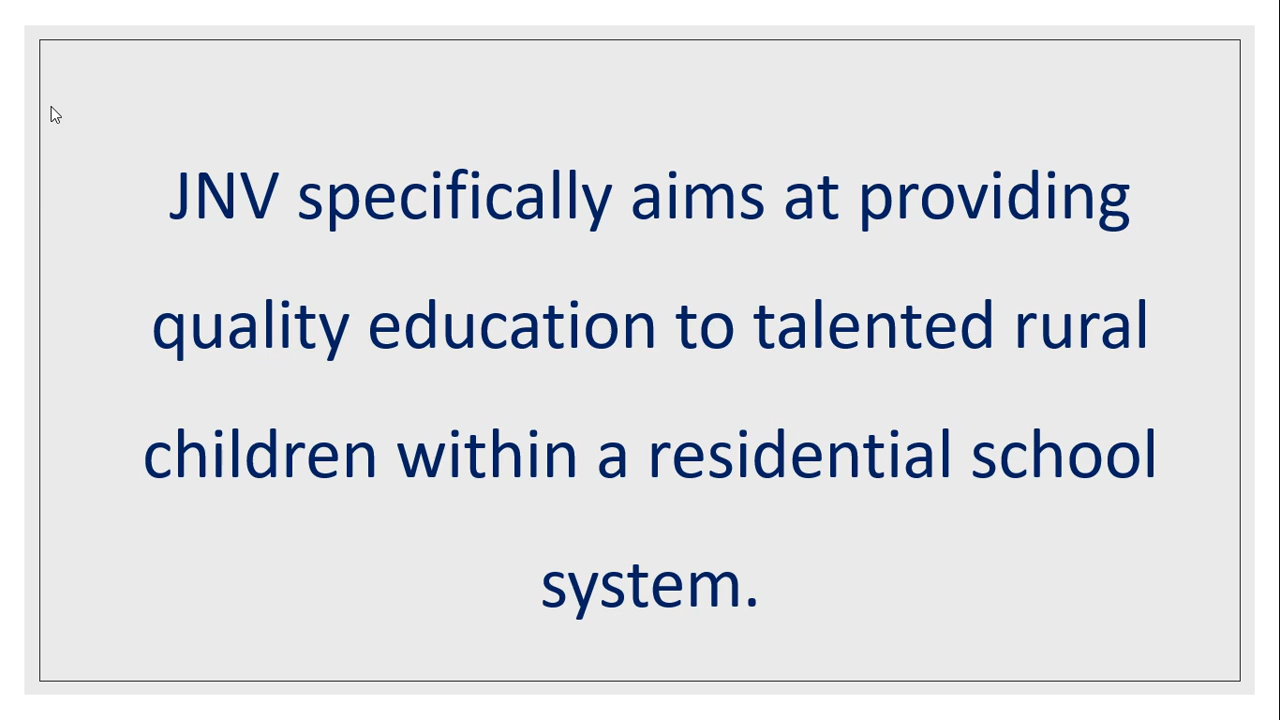 JNV specifically aims at providing
quality education to talented rural
children within a residential school
system.